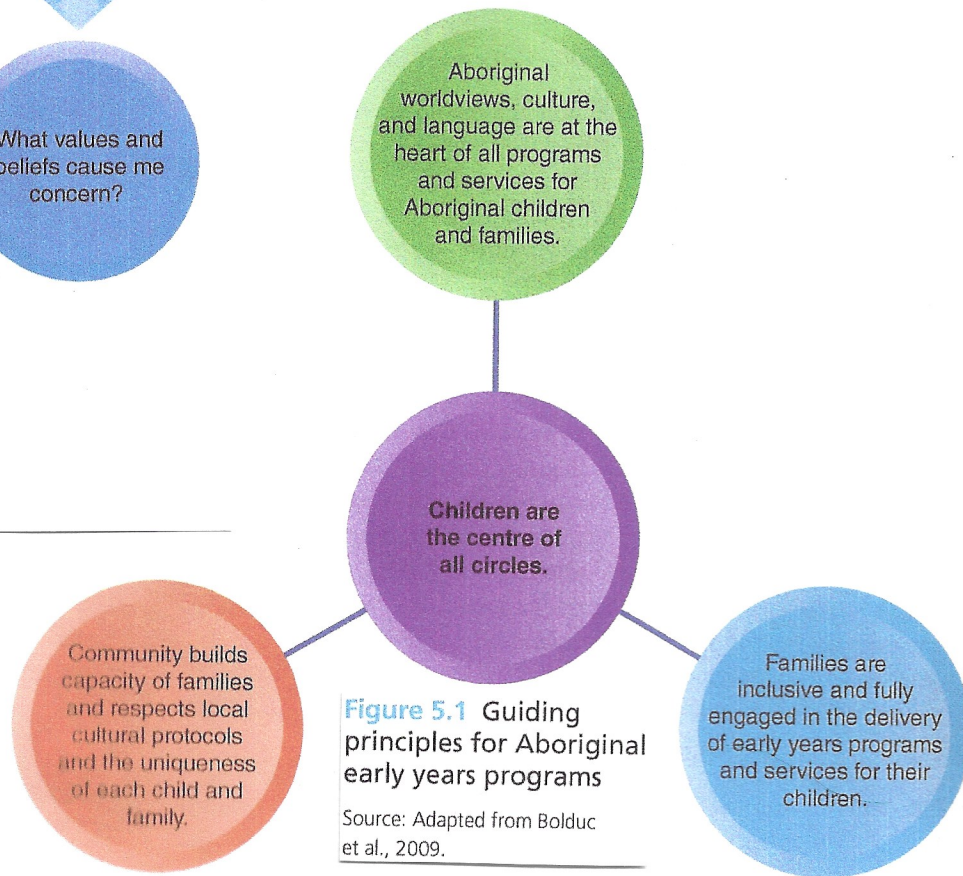 What values and
beliefs cause me
concern?
Aboriginal
worldviews, culture,
and language are at the
heart of all programs
and services for
Aboriginal children
and families.
Children are
the centre of
all circles.
Community builds
capacity of families
and respects local
cultural protocols
and the uniqueness
of each child and
family.
Figure 5.1 Guiding
principles for Aboriginal
early years programs
Source: Adapted from Bolduc
et al., 2009.
Families are
inclusive and fully
engaged in the delivery
of early years programs
and services for their
children.